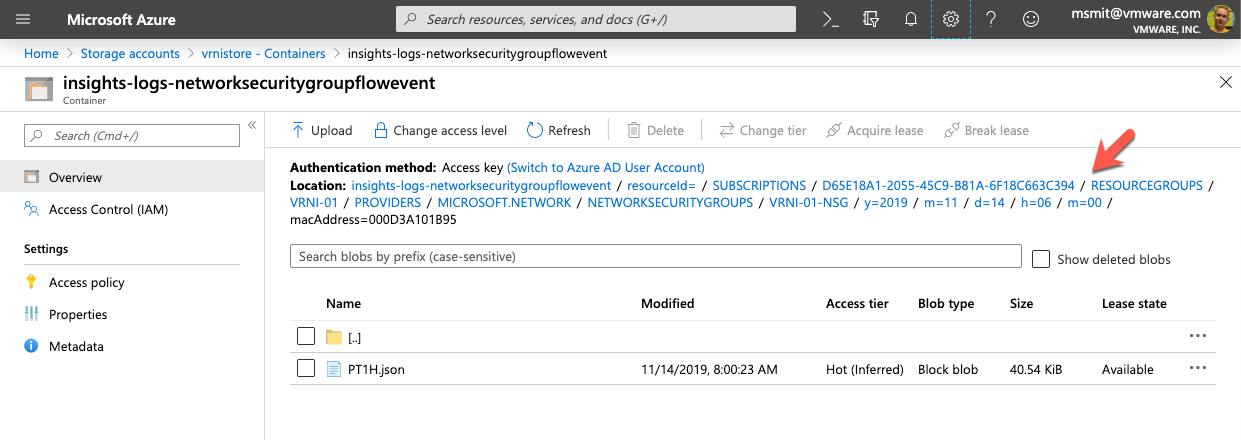 Microsoft Azure
Search resources, services, and docs (G+/)
msmit@vmware.com
VMWARE, INC.
Home > Storage accounts > vrnistore - Containers > insights-logs-networksecuritygroupflowevent
insights-logs-networksecuritygroupflowevent
Container
Search (Cmd+/)
Overview
Access Control (IAM)
Settings
Access policy
Properties
Metadata
Upload Change access level Refresh Delete Change tier Acquire lease Break lease
Authentication method: Access key (Switch to Azure AD User Account)
Location: insights-logs-networksecuritygroupflowevent / resourceId= / SUBSCRIPTIONS / D65E18A1-2055-45C9-B81A-6F18C663C394 / RESOURCEGROUPS /
VRNI-01 / PROVIDERS / MICROSOFT.NETWORK / NETWORKSECURITYGROUPS / VRNI-01-NSG / y=2019 / m=11 / d=14 / h=06 / m=00 /
macAddress=000D3A101B95
Search blobs by prefix (case-sensitive)
Show deleted blobs
Name Modified Access tier Blob type Size Lease state
[..]
PT1H.json 11/14/2019, 8:00:23 AM Hot (Inferred) Block blob 40.54 KiB Available